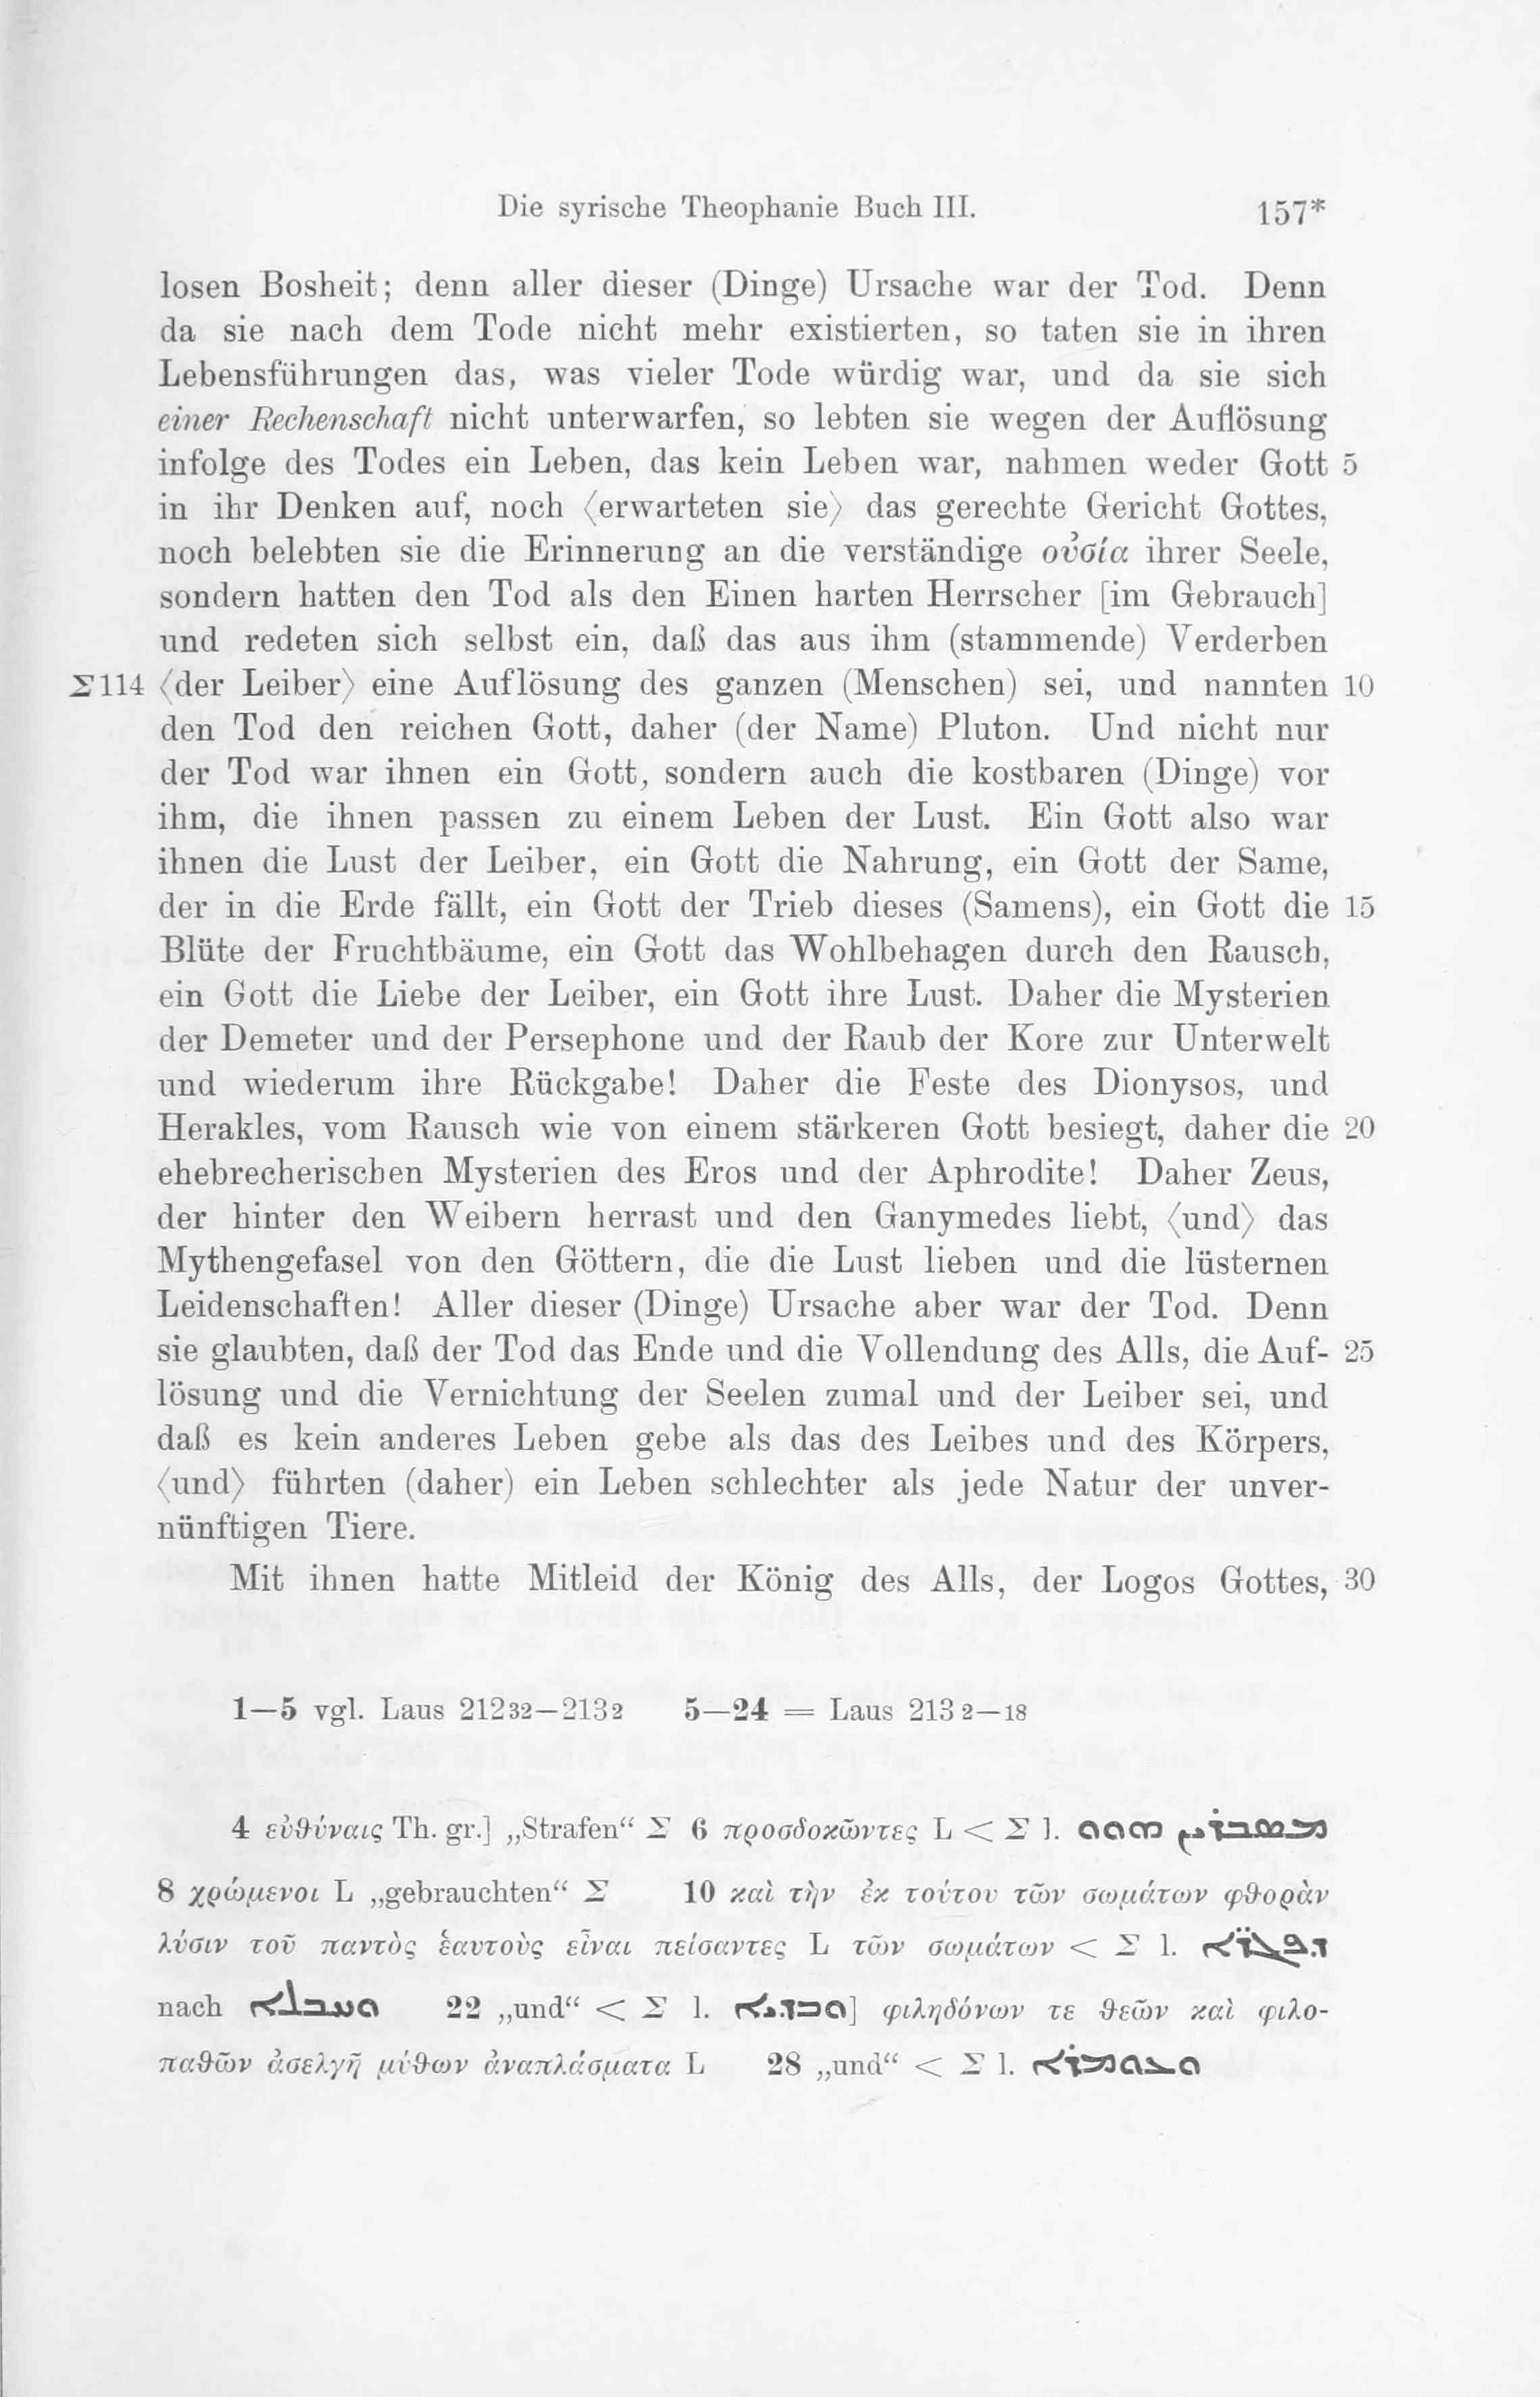 Die syrische Theophanie Buch III. 157*
losen Bosheit; denn aller dieser (Dinge) Ursache war der Tod. Denn
da sie nach dem Tode nicht mehr existierten, so taten sie in ihren
Lebensführungen das, was vieler Tode würdig war, und da sie sich
einer Rechenschaft nicht unterwarfen, so lebten sie wegen der Auflösung
infolge des Todes ein Leben, das kein Leben war, nahmen weder Gott 5
in ihr Denken auf, noch ⟨erwarteten sie⟩ das gerechte Gericht Gottes,
noch belebten sie die Erinnerung an die verständige οὐσία ihrer Seele,
sondern hatten den Tod als den Einen harten Herrscher [im Gebrauch]
und redeten sich selbst ein, daß das aus ihm (stammende) Verderben
Σ114 ⟨der Leiber⟩ eine Auflösung des ganzen (Menschen) sei, und nannten 10
den Tod den reichen Gott, daher (der Name) Pluton. Und nicht nur
der Tod war ihnen ein Gott, sondern auch die kostbaren (Dinge) vor
ihm, die ihnen passen zu einem Leben der Lust. Ein Gott also war
ihnen die Lust der Leiber, ein Gott die Nahrung, ein Gott der Same,
der in die Erde fällt, ein Gott der Trieb dieses (Samens), ein Gott die 15
Blüte der Fruchtbäume, ein Gott das Wohlbehagen durch den Rausch,
ein Gott die Liebe der Leiber, ein Gott ihre Lust. Daher die Mysterien
der Demeter und der Persephone und der Raub der Kore zur Unterwelt
und wiederum ihre Rückgabe! Daher die Feste des Dionysos, und
Herakles, vom Rausch wie von einem stärkeren Gott besiegt, daher die 20
ehebrecherischen Mysterien des Eros und der Aphrodite! Daher Zeus,
der hinter den Weibern herrast und den Ganymedes liebt, ⟨und⟩ das
Mythengefasel von den Göttern, die die Lust lieben und die lüsternen
Leidenschaften! Aller dieser (Dinge) Ursache aber war der Tod. Denn
sie glaubten, daß der Tod das Ende und die Vollendung des Alls, die Auf- 25
lösung und die Vernichtung der Seelen zumal und der Leiber sei, und
daß es kein anderes Leben gebe als das des Leibes und des Körpers,
⟨und⟩ führten (daher) ein Leben schlechter als jede Natur der unver-
nünftigen Tiere.
Mit ihnen hatte Mitleid der König des Alls, der Logos Gottes, 30
1—5 vgl. Laus 212 32—213 2 5—24 = Laus 213 2—18
4 εὐθύναις Th. gr.] „Strafen“ Σ 6 προσδοκῶντες L < Σ l. ܡܣܒܪ̈ܝܢ ܗܘܘ
8 χρώμενοι L „gebrauchten“ Σ 10 καὶ τὴν ἐκ τούτου τῶν σωμάτων φθορὰν
λύσιν τοῦ παντὸς ἑαυτοὺς εἶναι πείσαντες L τῶν σωμάτων < Σ l. ܕܦܓܪ̈ܐ
nach ܘܚܒܠܐ 22 „und“ < Σ l. ܘܒܕܝܐ] φιληδόνων τε θεῶν καὶ φιλο-
παθῶν ἀσελγῆ μύθων ἀναπλάσματα L 28 „und“ < Σ l. ܘܥܘܡܪ̈ܐ